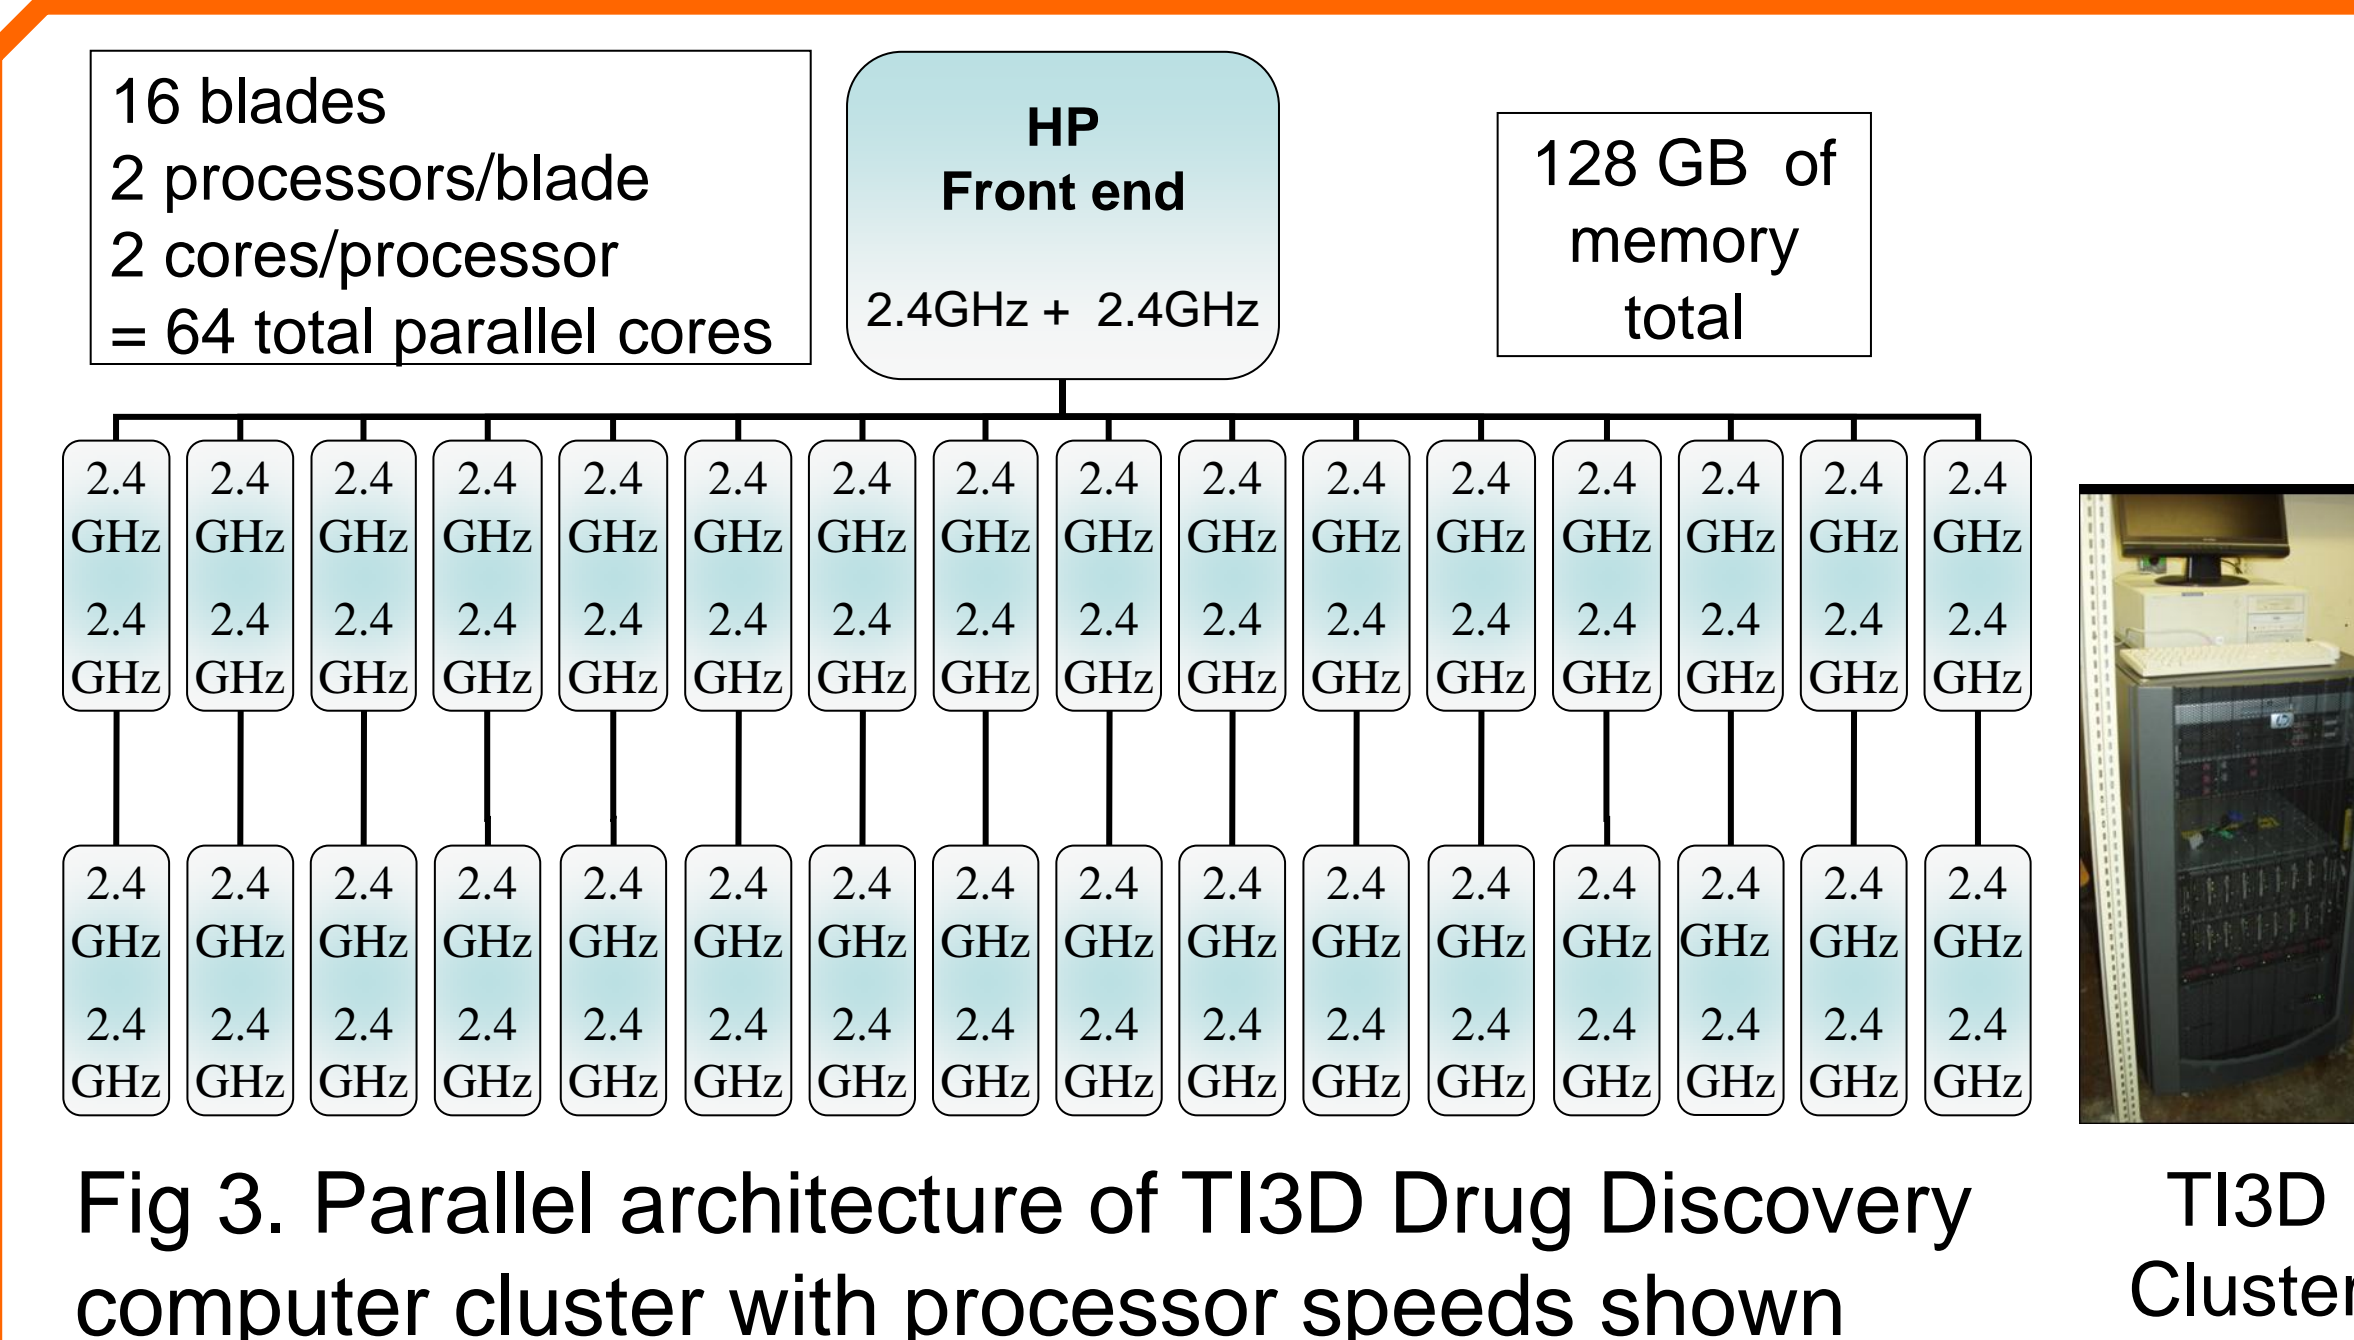 16 blades
2 processors/blade
2 cores/processor
= 64 total parallel cores
HP
Front end
2.4GHz + 2.4GHz
128 GB of
memory
total
2.4 2.4 2.4 2.4 2.4 2.4 2.4 2.4 2.4 2.4 2.4 2.4 2.4 2.4 2.4 2.4
GHz GHz GHz GHz GHz GHz GHz GHz GHz GHz GHz GHz GHz GHz GHz GHz
2.4 2.4 2.4 2.4 2.4 2.4 2.4 2.4 2.4 2.4 2.4 2.4 2.4 2.4 2.4 2.4
GHz GHz GHz GHz GHz GHz GHz GHz GHz GHz GHz GHz GHz GHz GHz GHz
2.4 2.4 2.4 2.4 2.4 2.4 2.4 2.4 2.4 2.4 2.4 2.4 2.4 2.4 2.4 2.4
GHz GHz GHz GHz GHz GHz GHz GHz GHz GHz GHz GHz GHz GHz GHz GHz
2.4 2.4 2.4 2.4 2.4 2.4 2.4 2.4 2.4 2.4 2.4 2.4 2.4 2.4 2.4 2.4
GHz GHz GHz GHz GHz GHz GHz GHz GHz GHz GHz GHz GHz GHz GHz GHz
Fig 3. Parallel architecture of TI3D Drug Discovery
computer cluster with processor speeds shown
TI3D
Cluster